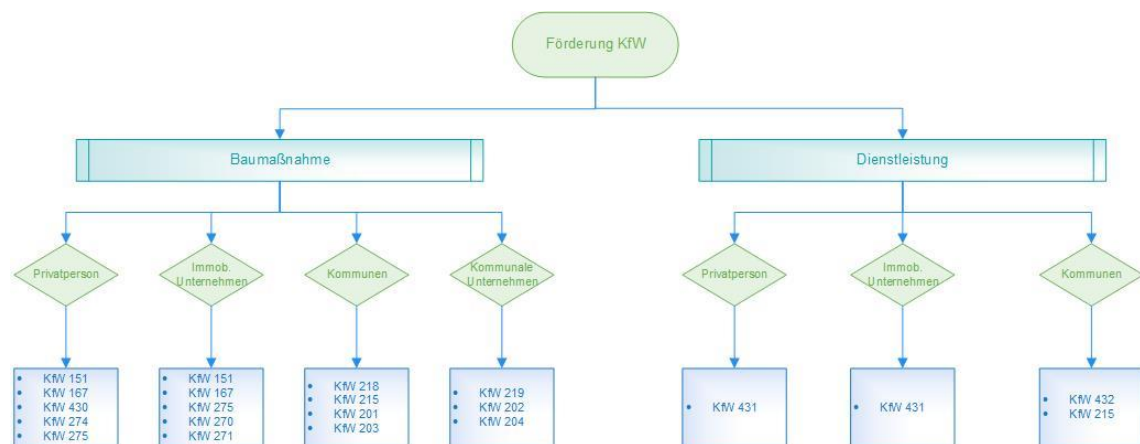 Förderung KfW
Baumaßnahme
Dienstleistung
Privatperson
Immob.
Unternehmen
Kommunen
Kommunale
Unternehmen
Privatperson
Immob.
Unternehmen
Kommunen
• KfW 151
• KfW 167
• KfW 430
• KfW 274
• KfW 275
• KfW 151
• KfW 167
• KfW 275
• KfW 270
• KfW 271
• KfW 218
• KfW 215
• KfW 201
• KfW 203
• KfW 219
• KfW 202
• KfW 204
• KfW 431
• KfW 431
• KfW 432
• KfW 215